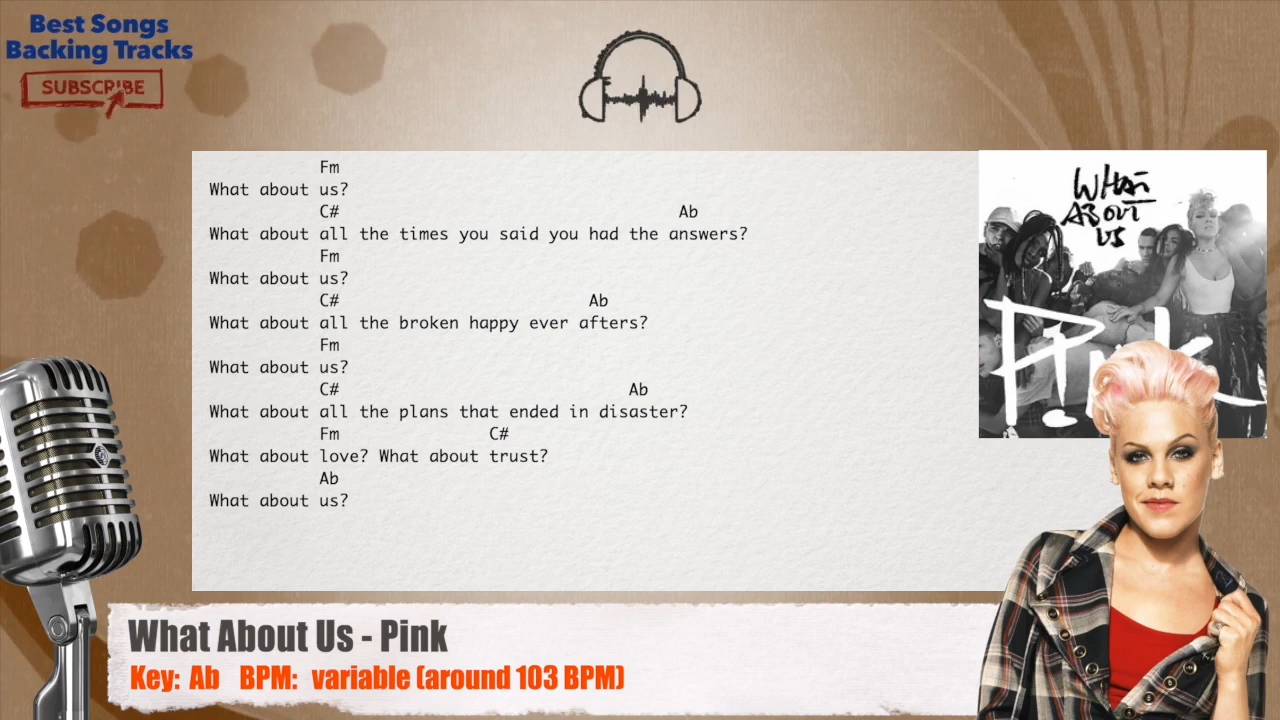 Best Songs
Backing Tracks
SUBSCRIBE
Fm
What about us?
C# Ab
What about all the times you said you had the answers?
Fm
What about us?
C# Ab
What about all the broken happy ever afters?
Fm
What about us?
C# Ab
What about all the plans that ended in disaster?
Fm C#
What about love? What about trust?
Ab
What about us?
WHAT
ABOUT
US
P!nk
What About Us - Pink
Key: Ab BPM: variable (around 103 BPM)